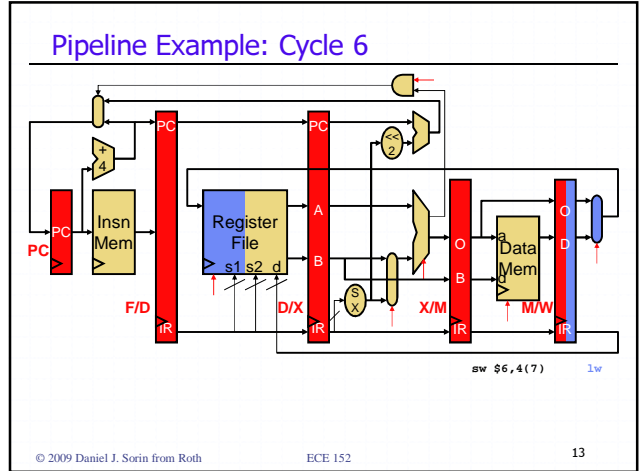 Pipeline Example: Cycle 6
PC
PC
+
4
<<
2
PC
Insn
Mem
Register
File
s1 s2 d
A
B
S
X
O
B
a
Data
Mem
d
O
D
PC
F/D
D/X
X/M
M/W
IR
IR
IR
IR
sw $6,4(7)
lw
© 2009 Daniel J. Sorin from Roth
ECE 152
13